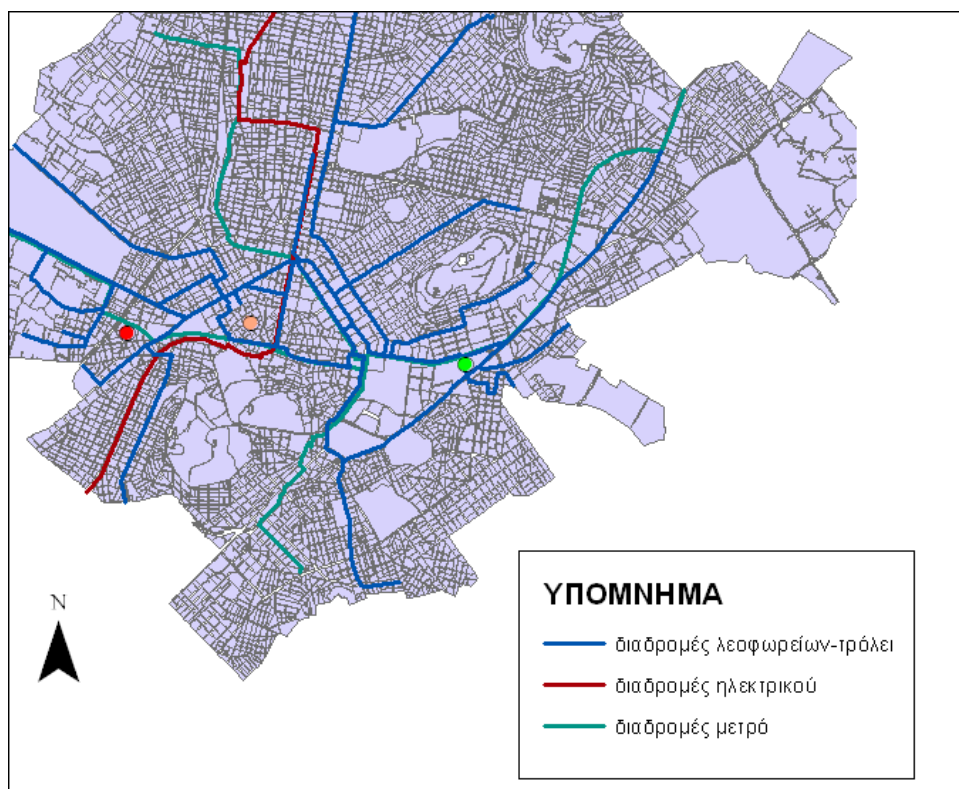 N
ΥΠΟΜΝΗΜΑ
διαδρομές λεοφωρείων-τρόλει
διαδρομές ηλεκτρικού
διαδρομές μετρό